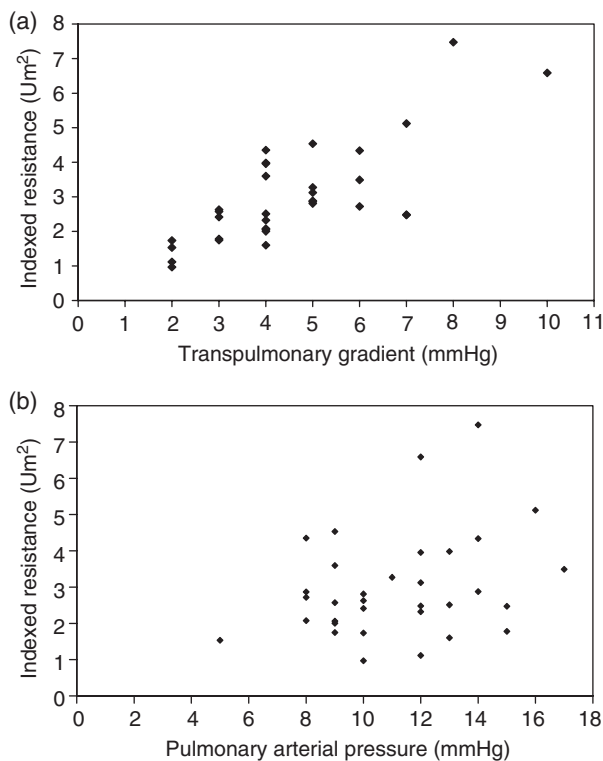 (a)
8
7
6
5
4
3
2
1
0
Indexed resistance (Um²)
0 1 2 3 4 5 6 7 8 9 10 11
Transpulmonary gradient (mmHg)
(b)
8
7
6
5
4
3
2
1
0
Indexed resistance (Um²)
0 2 4 6 8 10 12 14 16 18
Pulmonary arterial pressure (mmHg)